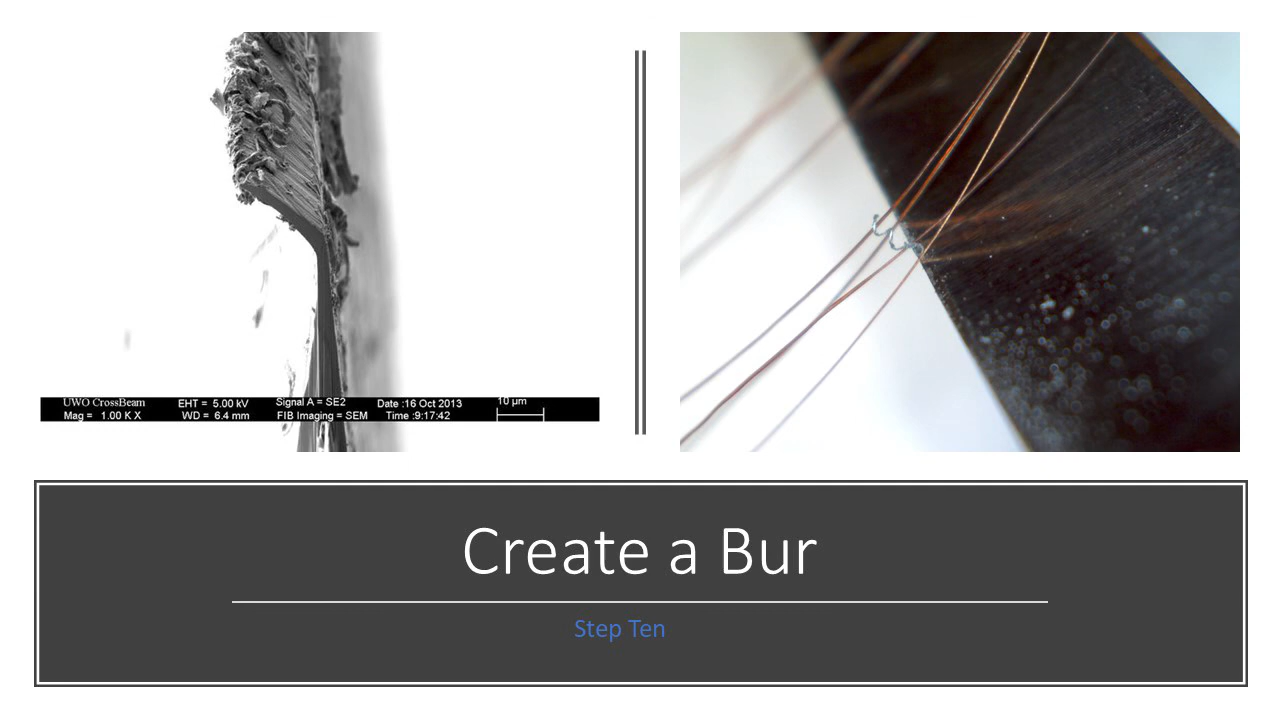 UWO CrossBeam EHT = 5.00 kV Signal A = SE2 Date :16 Oct 2013 10 µm
Mag = 1.00 K X WD = 6.4 mm FIB Imaging = SEM Time :9:17:42
Create a Bur
Step Ten